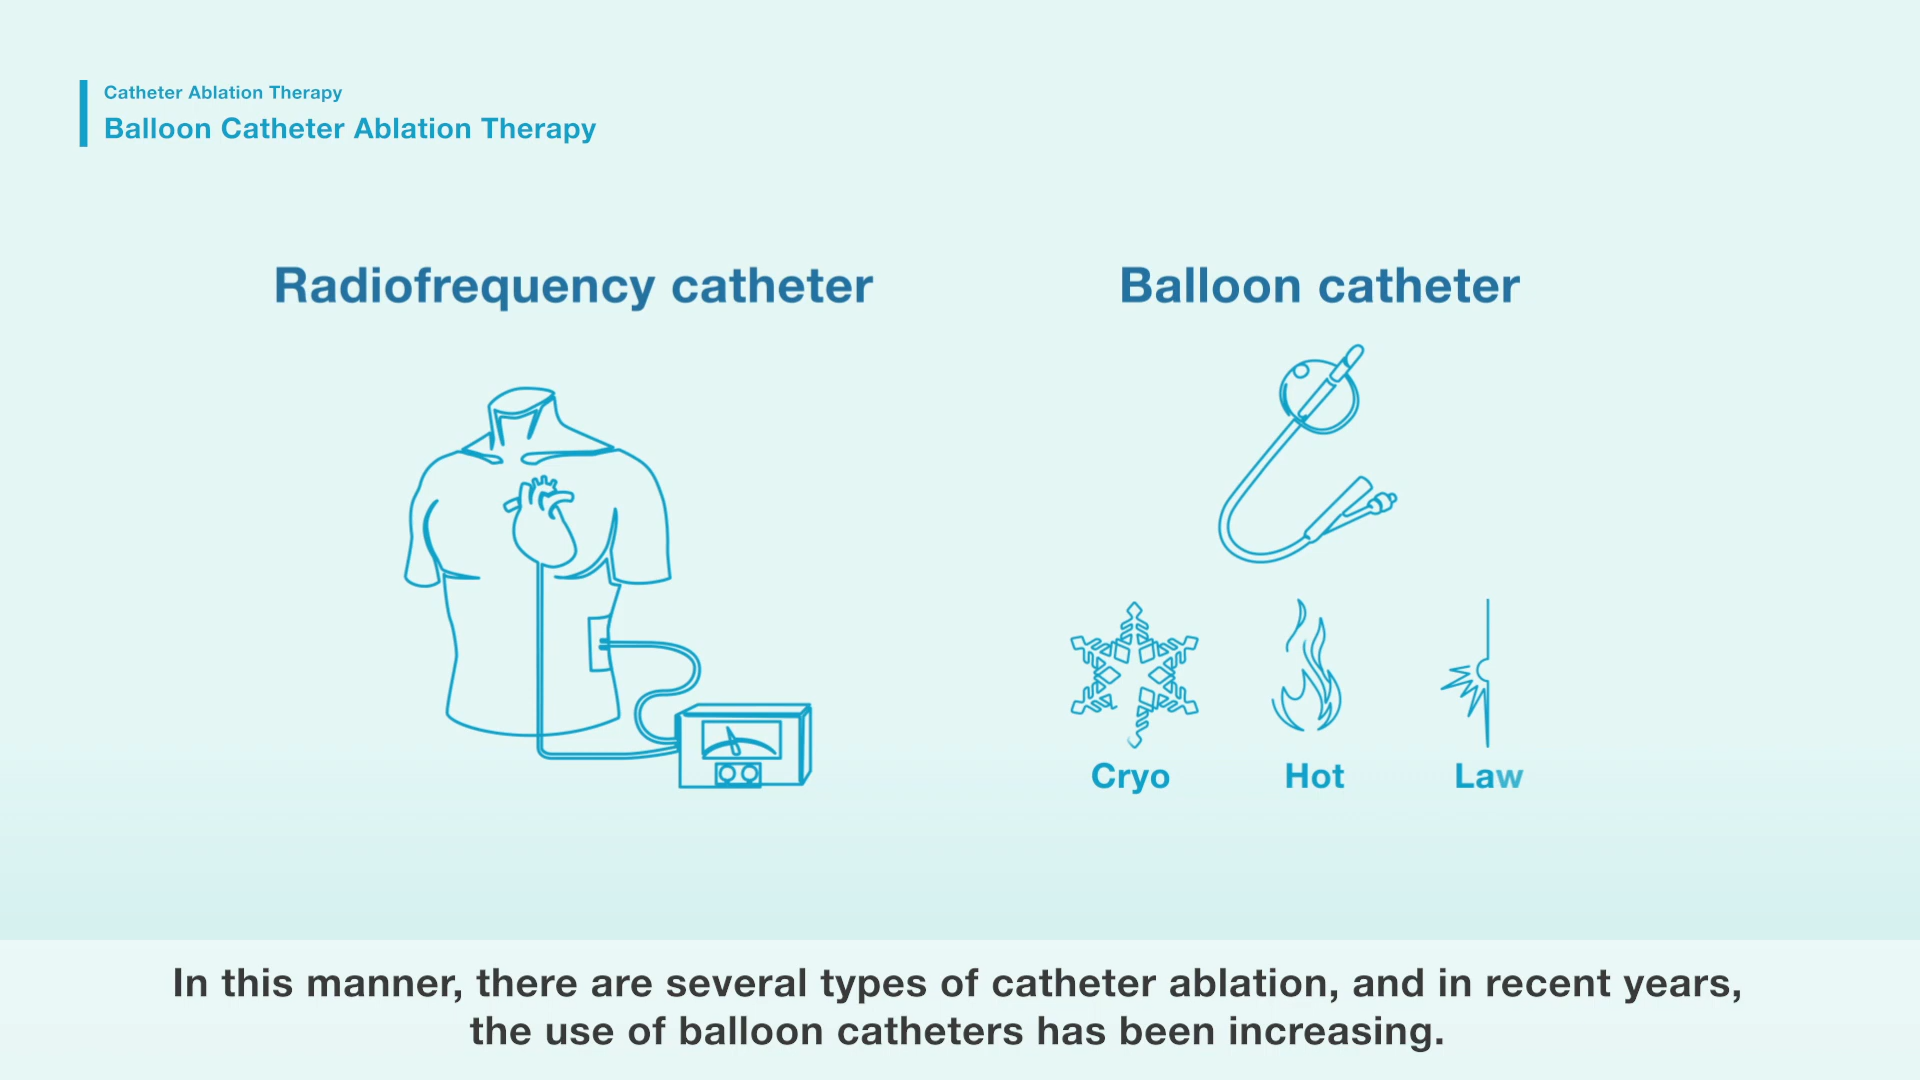 Catheter Ablation Therapy
Balloon Catheter Ablation Therapy
Radiofrequency catheter
Balloon catheter
Cryo
Hot
Law
In this manner, there are several types of catheter ablation, and in recent years,
the use of balloon catheters has been increasing.